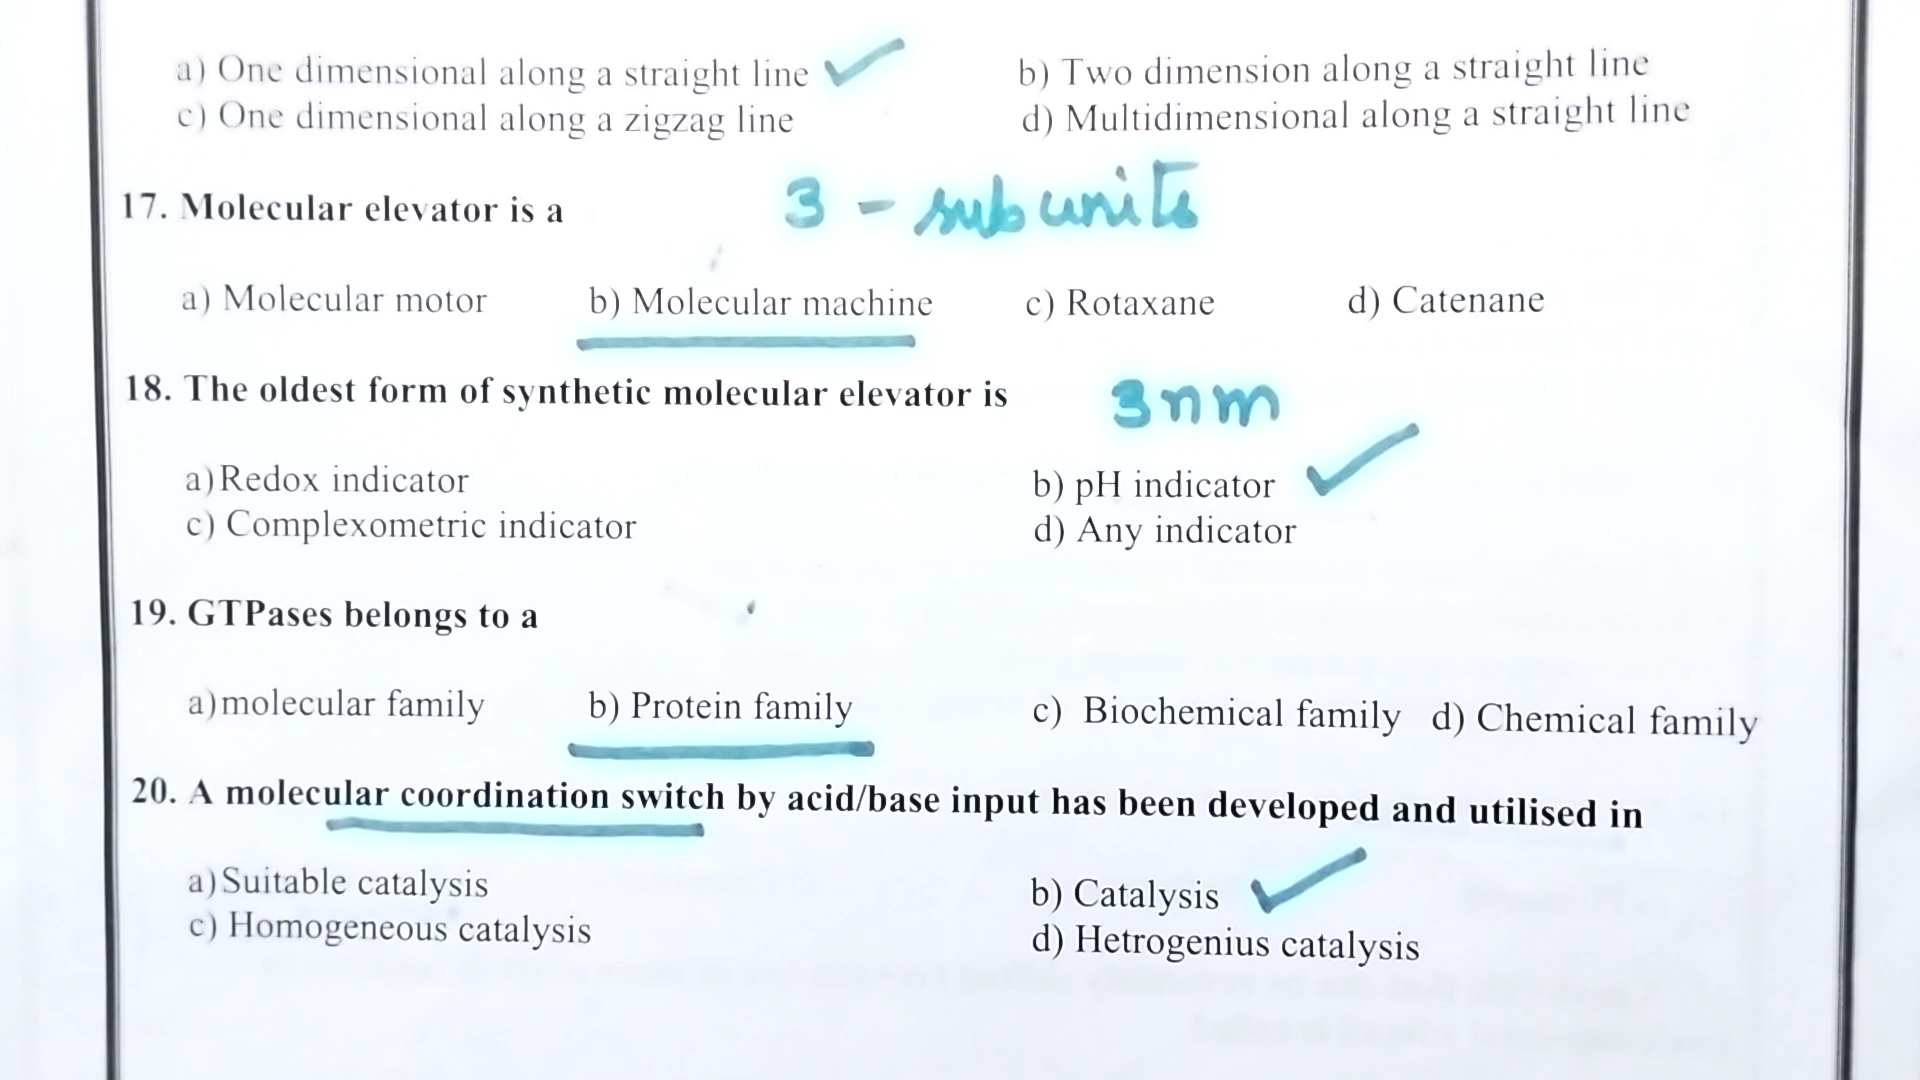 a) One dimensional along a straight line b) Two dimension along a straight line
c) One dimensional along a zigzag line d) Multidimensional along a straight line
17. Molecular elevator is a 3 - subunits
a) Molecular motor b) Molecular machine c) Rotaxane d) Catenane
18. The oldest form of synthetic molecular elevator is 3nm
a) Redox indicator b) pH indicator
c) Complexometric indicator d) Any indicator
19. GTPases belongs to a
a) molecular family b) Protein family c) Biochemical family d) Chemical family
20. A molecular coordination switch by acid/base input has been developed and utilised in
a) Suitable catalysis b) Catalysis
c) Homogeneous catalysis d) Hetrogenius catalysis